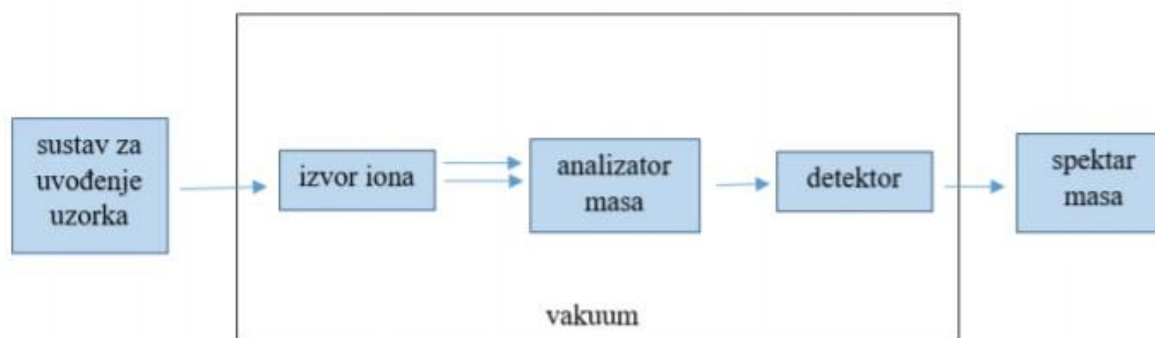 sustav za
uvođenje
uzorka
izvor iona
analizator
masa
detektor
spektar
masa
vakuum